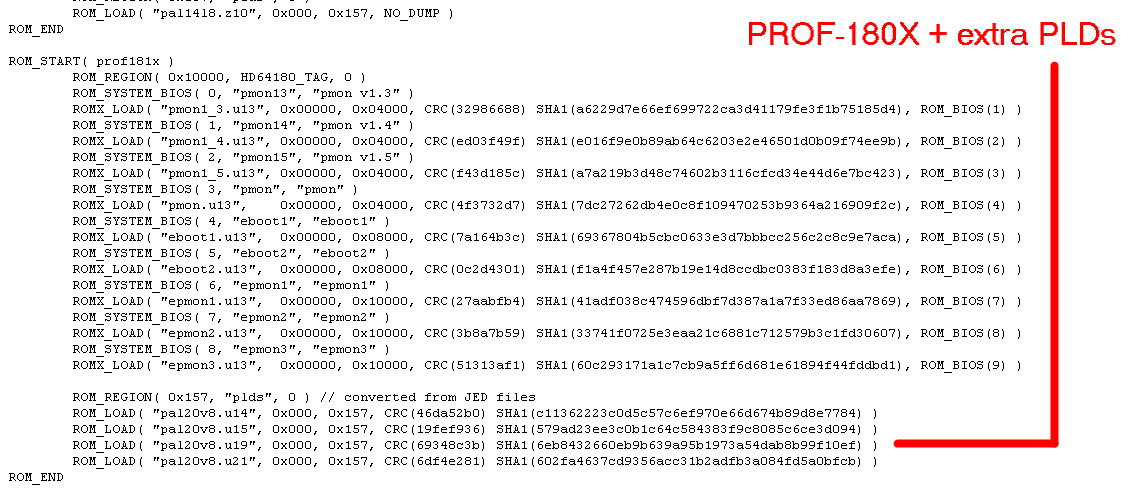 ROM_LOAD( "pal1418.z10", 0x000, 0x157, NO_DUMP )
ROM_END
PROF-180X + extra PLDs
ROM_START( prof181x )
ROM_REGION( 0x10000, HD64180_TAG, 0 )
ROM_SYSTEM_BIOS( 0, "pmon13", "pmon v1.3" )
ROMX_LOAD( "pmon1_3.u13", 0x00000, 0x04000, CRC(32986688) SHA1(a6229d7e66ef699722ca3d41179fe3f1b75185d4), ROM_BIOS(1) )
ROM_SYSTEM_BIOS( 1, "pmon14", "pmon v1.4" )
ROMX_LOAD( "pmon1_4.u13", 0x00000, 0x04000, CRC(ed03f49f) SHA1(e016f9e0b89ab64c6203e2e46501d0b09f74ee9b), ROM_BIOS(2) )
ROM_SYSTEM_BIOS( 2, "pmon15", "pmon v1.5" )
ROMX_LOAD( "pmon1_5.u13", 0x00000, 0x04000, CRC(f43d185c) SHA1(a7a219b3d48c74602b3116cfcd34e44d6e7bc423), ROM_BIOS(3) )
ROM_SYSTEM_BIOS( 3, "pmon", "pmon" )
ROMX_LOAD( "pmon.u13", 0x00000, 0x04000, CRC(4f3732d7) SHA1(7dc27262db4e0c8f109470253b9364a216909f2c), ROM_BIOS(4) )
ROM_SYSTEM_BIOS( 4, "eboot1", "eboot1" )
ROMX_LOAD( "eboot1.u13", 0x00000, 0x08000, CRC(7a164b3c) SHA1(69367804b5cbc0633e3d7bbbcc256c2c8c9e7aca), ROM_BIOS(5) )
ROM_SYSTEM_BIOS( 5, "eboot2", "eboot2" )
ROMX_LOAD( "eboot2.u13", 0x00000, 0x08000, CRC(0c2d4301) SHA1(f1a4f457e287b19e14d8ccdbc0383f183d8a3efe), ROM_BIOS(6) )
ROM_SYSTEM_BIOS( 6, "epmon1", "epmon1" )
ROMX_LOAD( "epmon1.u13", 0x00000, 0x10000, CRC(27aabfb4) SHA1(41adf038c474596dbf7d387a1a7f33ed86aa7869), ROM_BIOS(7) )
ROM_SYSTEM_BIOS( 7, "epmon2", "epmon2" )
ROMX_LOAD( "epmon2.u13", 0x00000, 0x10000, CRC(3b8a7b59) SHA1(33741f0725e3eaa21c6881c712579b3c1fd30607), ROM_BIOS(8) )
ROM_SYSTEM_BIOS( 8, "epmon3", "epmon3" )
ROMX_LOAD( "epmon3.u13", 0x00000, 0x10000, CRC(51313af1) SHA1(60c293171a1c7cb9a5ff6d681e61894f44fddbd1), ROM_BIOS(9) )
ROM_REGION( 0x157, "plds", 0 ) // converted from JED files
ROM_LOAD( "pal20v8.u14", 0x000, 0x157, CRC(46da52b0) SHA1(c11362223c0d5c57c6ef970e66d674b89d8e7784) )
ROM_LOAD( "pal20v8.u15", 0x000, 0x157, CRC(19fef936) SHA1(579ad23ee3c0b1c64c584383f9c8085c6ce3d094) )
ROM_LOAD( "pal20v8.u19", 0x000, 0x157, CRC(69348c3b) SHA1(6eb8432660eb9b639a95b1973a54dab8b99f10ef) )
ROM_LOAD( "pal20v8.u21", 0x000, 0x157, CRC(6df4e281) SHA1(602fa4637cd9356acc31b2adfb3a084fd5a0bfcb) )
ROM_END